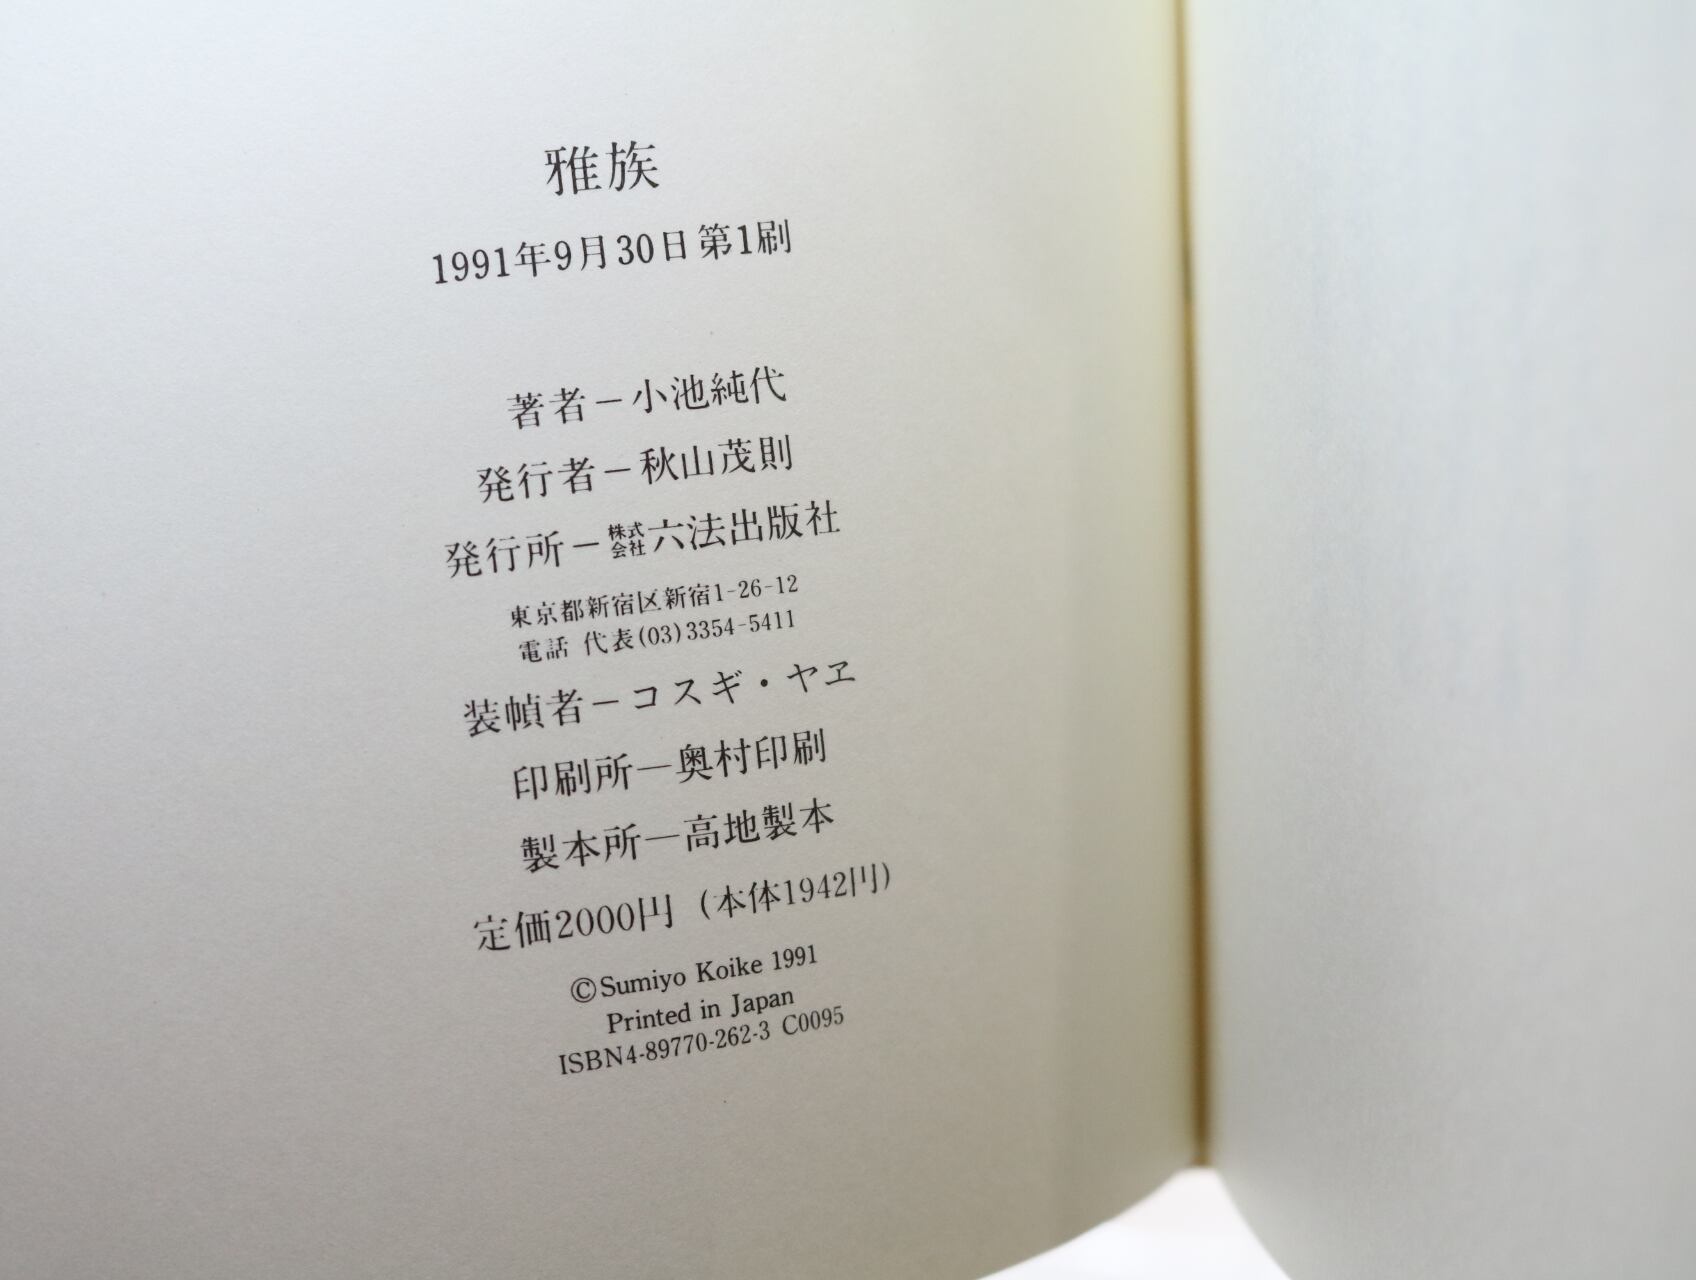 雅族
1991年9月30日第1刷
著者－小池純代
発行者－秋山茂則
発行所－株式会社六法出版社
東京都新宿区新宿1-26-12
電話 代表(03)3354-5411
装幀者－コスギ・ヤヱ
印刷所―奥村印刷
製本所―高地製本
定価2000円（本体1942円）
©Sumiyo Koike 1991
Printed in Japan
ISBN4-89770-262-3 C0095